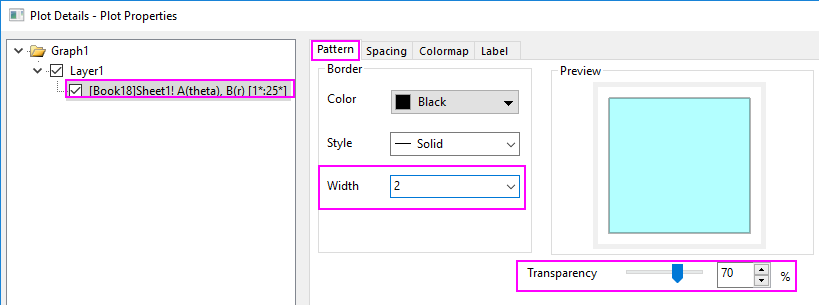 Plot Details - Plot Properties
Graph1
Layer1
[Book18]Sheet1! A(theta), B(r) [1*:25*]
Pattern Spacing Colormap Label
Border
Color Black
Style Solid
Width 2
Preview
Transparency 70 %